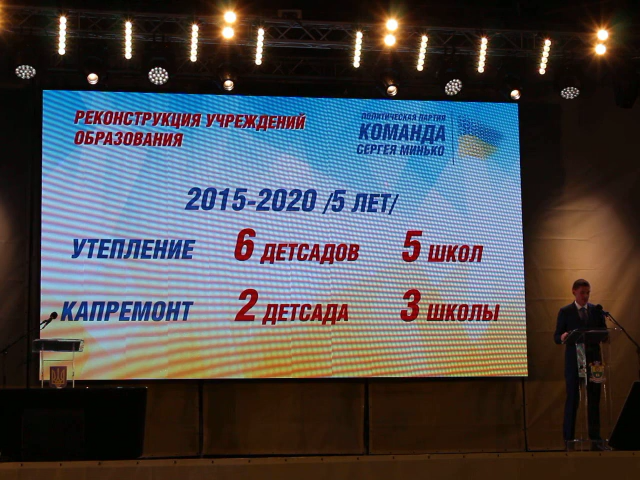 РЕКОНСТРУКЦИЯ УЧРЕЖДЕНИЙ
ОБРАЗОВАНИЯ
ПОЛИТИЧЕСКАЯ ПАРТИЯ
КОМАНДА
СЕРГЕЯ МИНЬКО
2015-2020 /5 ЛЕТ/
УТЕПЛЕНИЕ 6 ДЕТСАДОВ 5 ШКОЛ
КАПРЕМОНТ 2 ДЕТСАДА 3 ШКОЛЫ